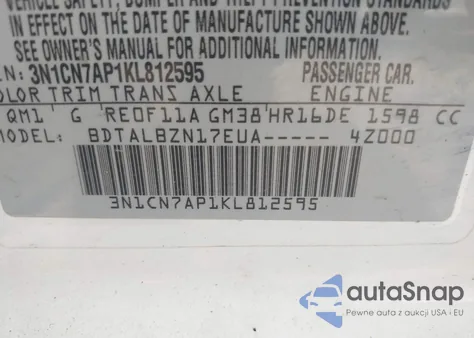 VEHICLE SAFETY, BUMPER AND THEFT PREVENTION STANDARDS
IN EFFECT ON THE DATE OF MANUFACTURE SHOWN ABOVE.
SEE OWNER'S MANUAL FOR ADDITIONAL INFORMATION.
.N: 3N1CN7AP1KL812595 PASSENGER CAR.
OLOR TRIM TRANS AXLE ENGINE
QM1 G RE0F11A GM38 HR16DE 1598 CC
BDTALBZN17EUA----- 4Z000
3N1CN7AP1KL812595
autoSnap
Pewne auta z aukcji USA i EU